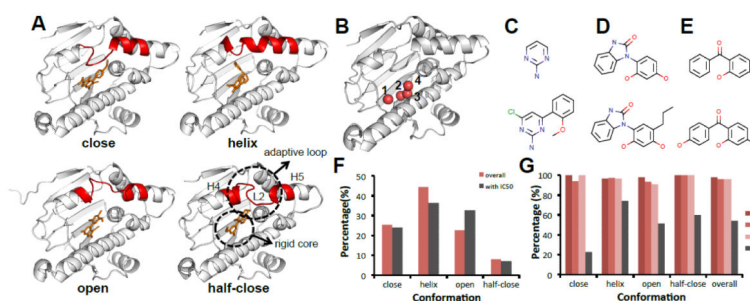 A
B
C
D
E
close
helix
1 2 4
3
N N
N
Cl
N N
N
O
N
O
N
O
O
N
O
N
O
O
O
O
O
O
O
open
half-close
H4
H5
L2
adaptive loop
rigid core
F
Percentage(%)
50
40
30
20
10
0
overall
with IC50
close helix open half-close
Conformation
G
Percentage (%)
100
80
60
40
20
0
close helix open half-close overall
Conformation